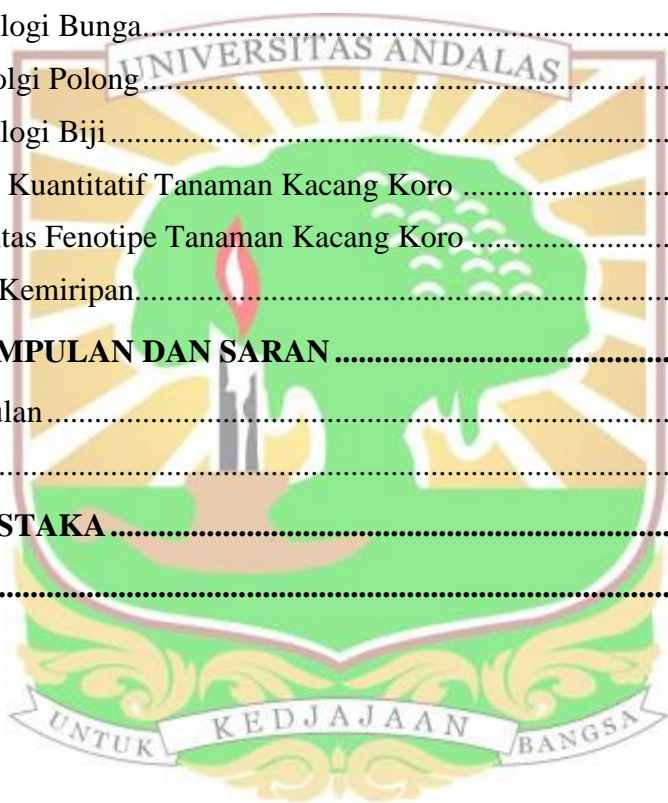 logi Bunga....................................................................
UNIVERSITAS ANDALAS
olgi Polong....................................................................
logi Biji....................................................................
Kuantitatif Tanaman Kacang Koro ....................................
tas Fenotipe Tanaman Kacang Koro ....................................
Kemiripan....................................................................
MPULAN DAN SARAN....................................................
ulan....................................................................
....................................................................
STAKA....................................................................
....................................................................
UNTUK KEDJAJAAN BANGSA